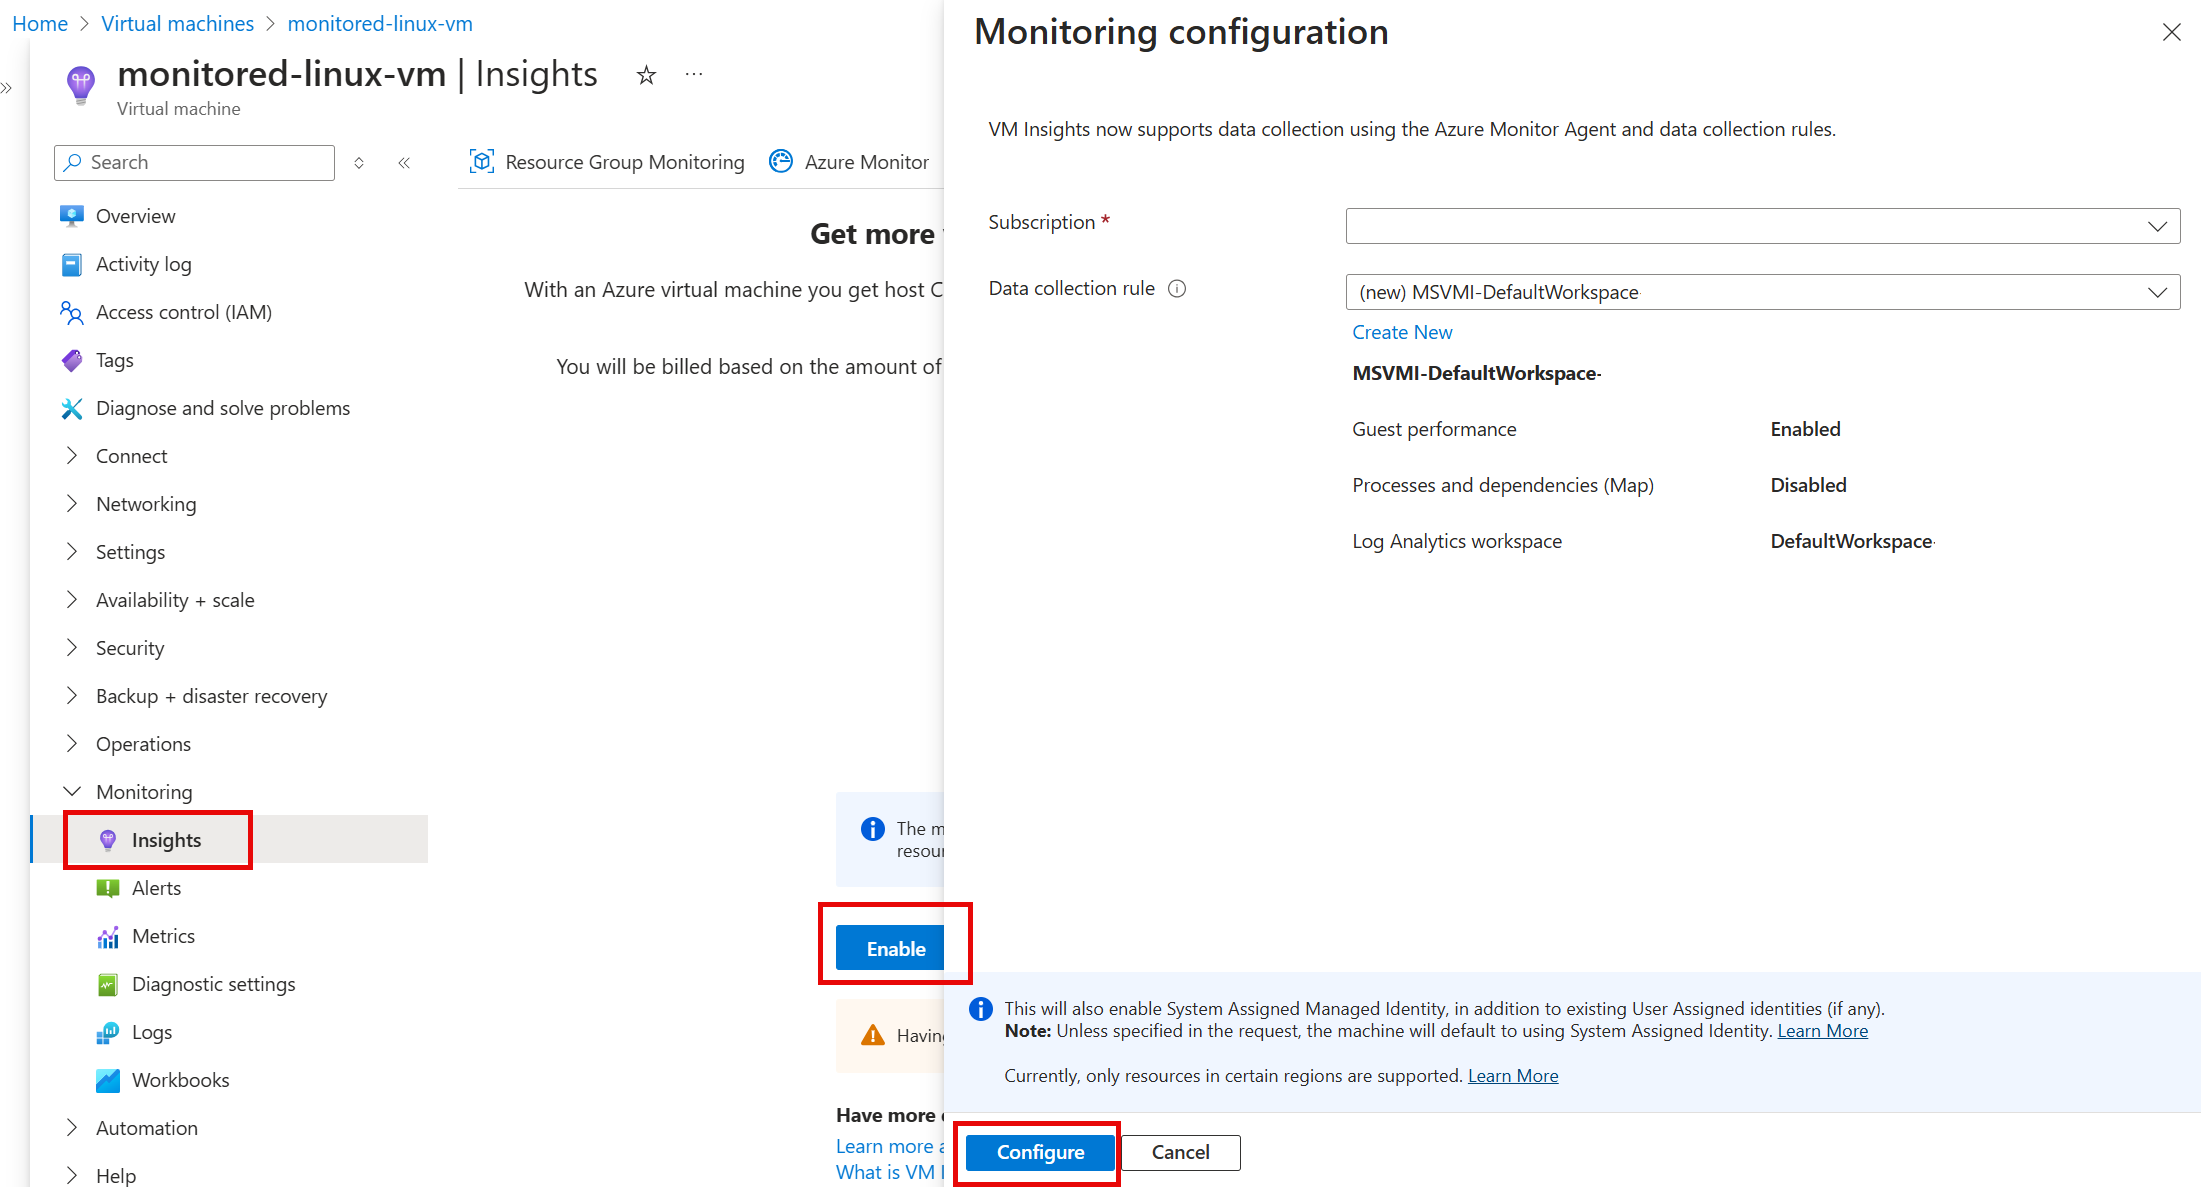 Home > Virtual machines > monitored-linux-vm
monitored-linux-vm | Insights
Virtual machine
Search
Overview
Activity log
Access control (IAM)
Tags
Diagnose and solve problems
Connect
Networking
Settings
Availability + scale
Security
Backup + disaster recovery
Operations
Monitoring
Insights
Alerts
Metrics
Diagnostic settings
Logs
Workbooks
Automation
Help
Resource Group Monitoring
Azure Monitor
Get more
With an Azure virtual machine you get host
You will be billed based on the amount of
The
Enable
Have more
Learn more
What is VM
Monitoring configuration
VM Insights now supports data collection using the Azure Monitor Agent and data collection rules.
Subscription *
Data collection rule
(new) MSVMI-DefaultWorkspace
Create New
MSVMI-DefaultWorkspace-
Guest performance Enabled
Processes and dependencies (Map) Disabled
Log Analytics workspace DefaultWorkspace
This will also enable System Assigned Managed Identity, in addition to existing User Assigned identities (if any).
Note: Unless specified in the request, the machine will default to using System Assigned Identity. Learn More
Currently, only resources in certain regions are supported. Learn More
Configure
Cancel